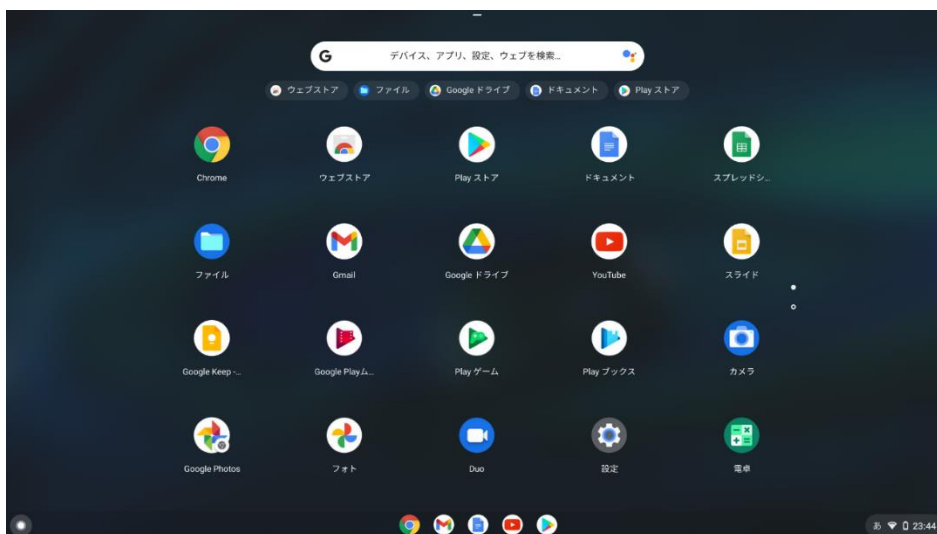 G デバイス、アプリ、設定、ウェブを検索...
ウェブストア ファイル Google ドライブ ドキュメント Play ストア
Chrome ウェブストア Play ストア ドキュメント スプレッドシ...
ファイル Gmail Google ドライブ YouTube スライド
Google Keep -... Google Playム... Play ゲーム Play ブックス カメラ
Google Photos フォト Duo 設定 電卓
あ 23:44